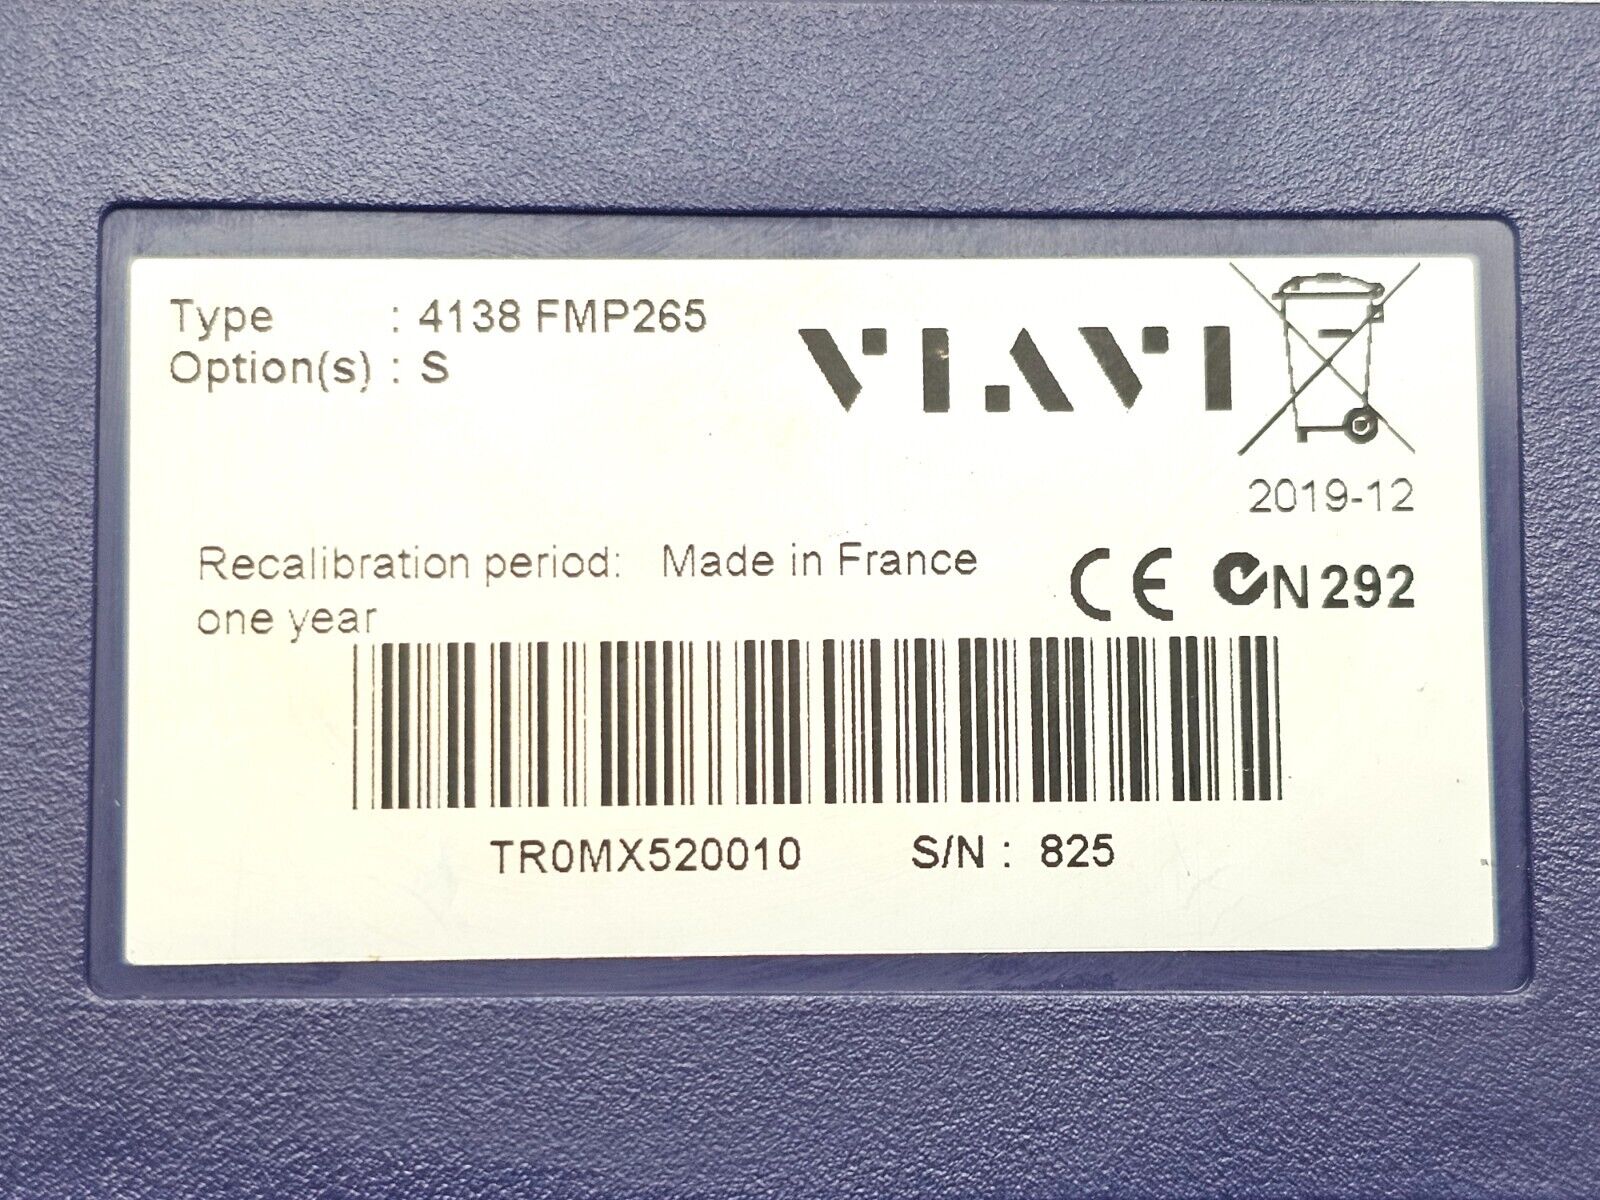 Type : 4138 FMP265
Option(s) : S
VIAVI
2019-12
Recalibration period: Made in France
one year
CE N292
TR0MX520010 S/N : 825